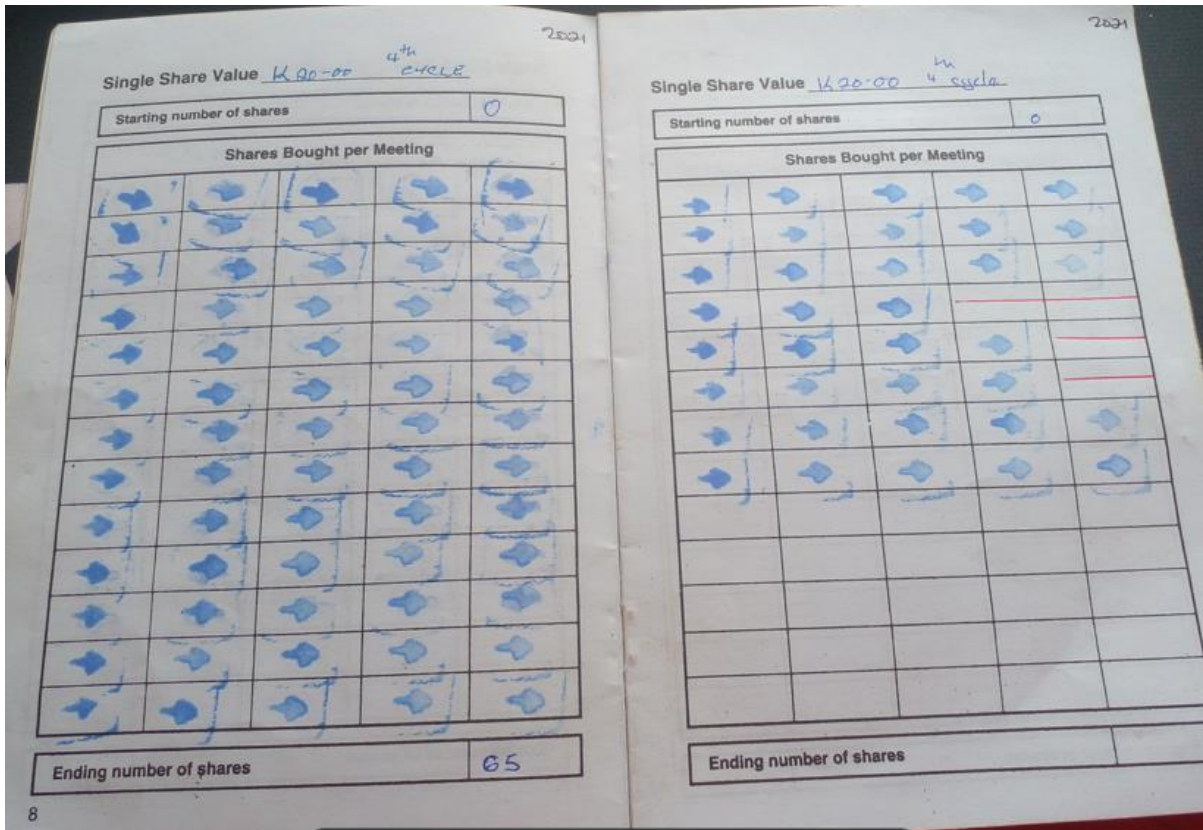 2021
Single Share Value K20-00 4th CYCLE
Starting number of shares 0
Shares Bought per Meeting
Ending number of shares 65
8
2021
Single Share Value K20-00 4th cycle
Starting number of shares 0
Shares Bought per Meeting
Ending number of shares